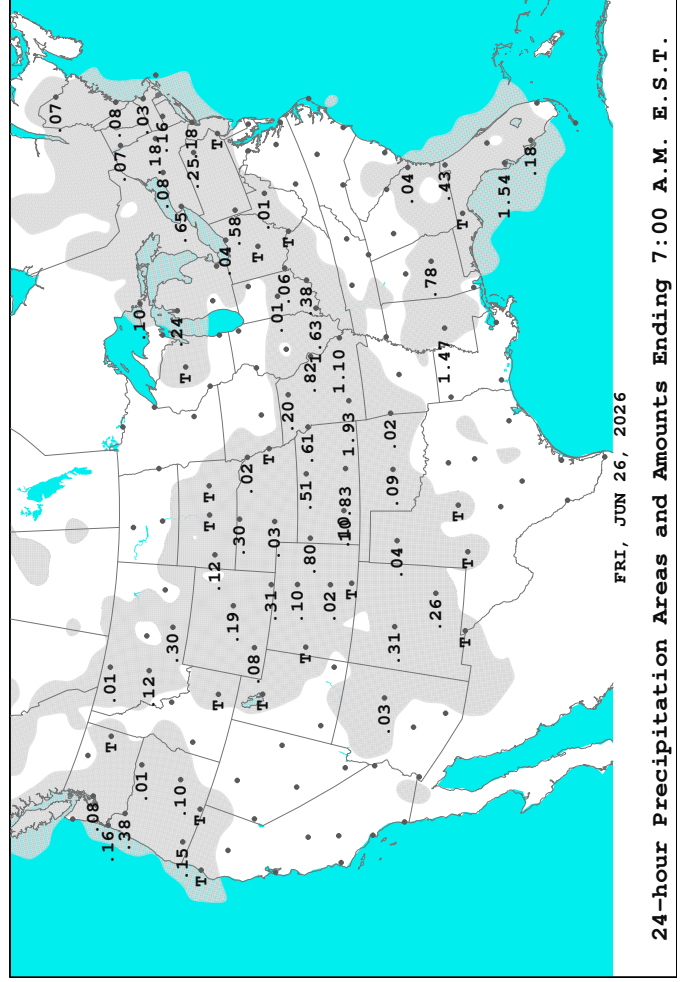 .07
.08
.07
.08
.01
T
.16
.38
.01
.12
.10
.03
.08
.18
.16
.10
.30
.24
.65
.15
T
.25
.18
T
T
.12
T
T
T
T
.19
.30
.04
.58
.08
.02
T
.01
T
T
.31
.03
.01
.06
T
.20
.10
T
.80
.51
.61
.82
1.63
.38
.02
T
.10
.83
1.93
1.10
.03
.31
.04
.09
.02
.04
.26
.78
1.47
.43
T
T
T
T
1.54
.18
FRI, JUN 26, 2026
24-hour Precipitation Areas and Amounts Ending 7:00 A.M. E.S.T.